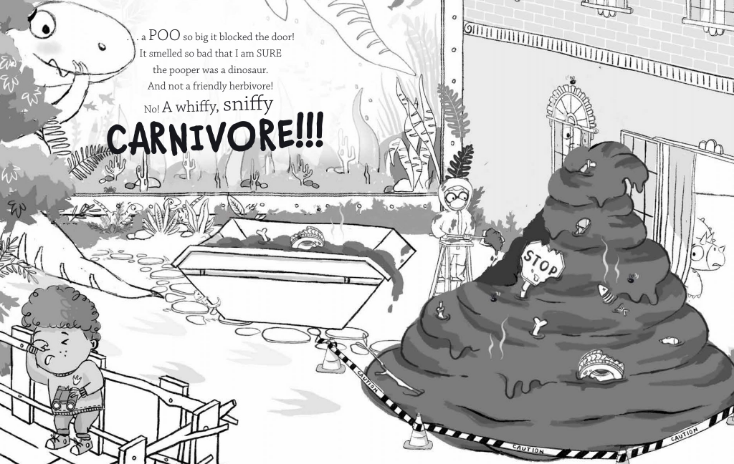 ... a POO so big it blocked the door!
It smelled so bad that I am SURE
the pooper was a dinosaur.
And not a friendly herbivore!
No! A whiffy, sniffy
CARNIVORE!!!
STOP
CAUTION
CAUTION
CAUTION